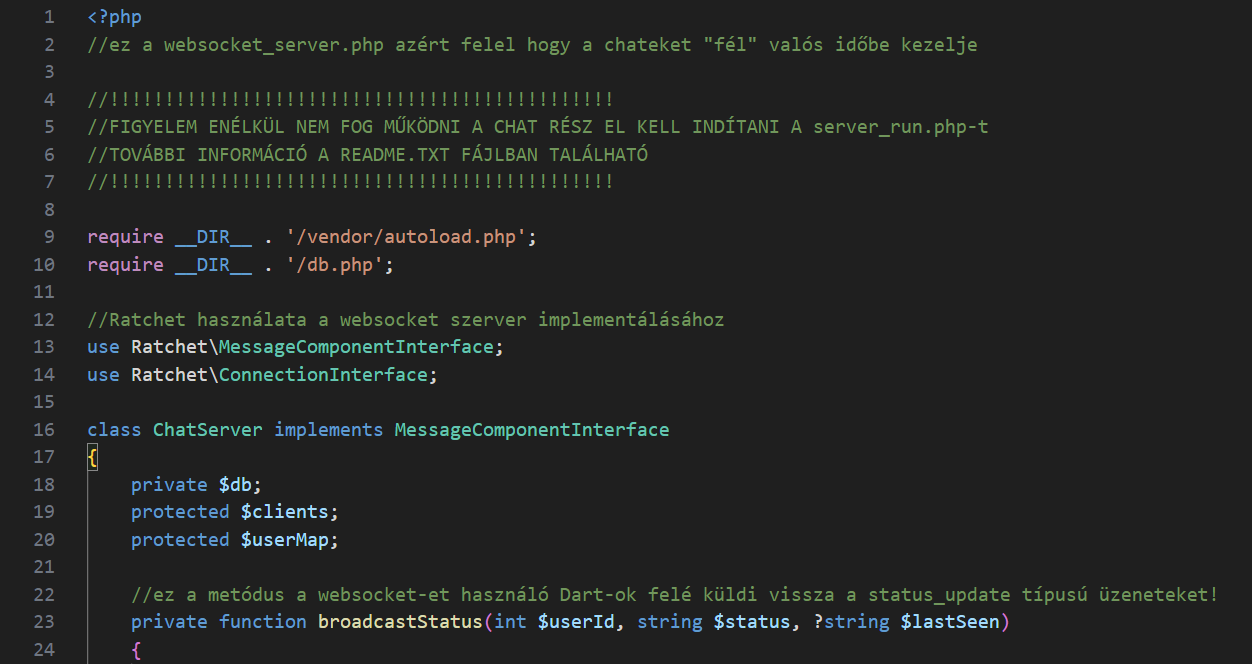 1 <?php
2 //ez a websocket_server.php azért felel hogy a chateket "fél" valós időbe kezelje
3
4 //!!!!!!!!!!!!!!!!!!!!!!!!!!!!!!!!!!!!!!!!!!!!!!
5 //FIGYELEM ENÉLKÜL NEM FOG MŰKÖDNI A CHAT RÉSZ EL KELL INDÍTANI A server_run.php-t
6 //TOVÁBBI INFORMÁCIÓ A README.TXT FÁJLBAN TALÁLHATÓ
7 //!!!!!!!!!!!!!!!!!!!!!!!!!!!!!!!!!!!!!!!!!!!!!!
8
9 require __DIR__ . '/vendor/autoload.php';
10 require __DIR__ . '/db.php';
11
12 //Ratchet használata a websocket szerver implementálásához
13 use Ratchet\MessageComponentInterface;
14 use Ratchet\ConnectionInterface;
15
16 class ChatServer implements MessageComponentInterface
17 {
18 private $db;
19 protected $clients;
20 protected $userMap;
21
22 //ez a metódus a websocket-et használó Dart-ok felé küldi vissza a status_update típusú üzeneteket!
23 private function broadcastStatus(int $userId, string $status, ?string $lastSeen)
24 {